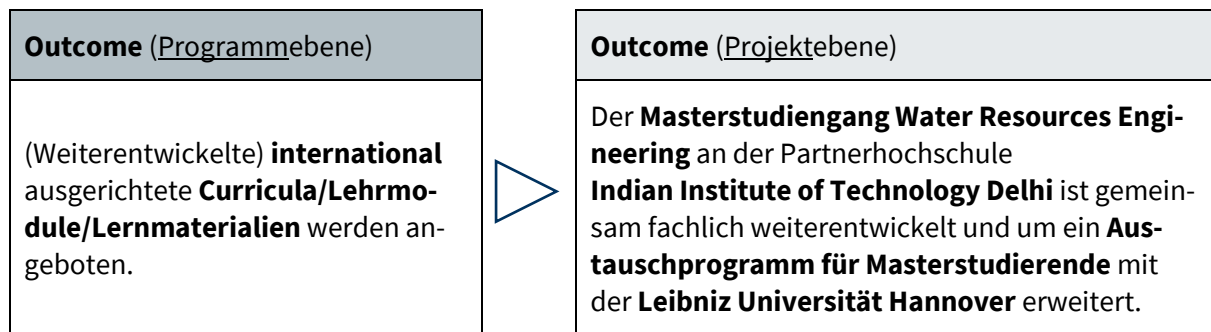 Outcome (Programmebene)
(Weiterentwickelte) international
ausgerichtete Curricula/Lehrmo-
dule/Lernmaterialien werden an-
geboten.
Outcome (Projektebene)
Der Masterstudiengang Water Resources Engi-
neering an der Partnerhochschule
Indian Institute of Technology Delhi ist gemein-
sam fachlich weiterentwickelt und um ein Aus-
tauschprogramm für Masterstudierende mit
der Leibniz Universität Hannover erweitert.